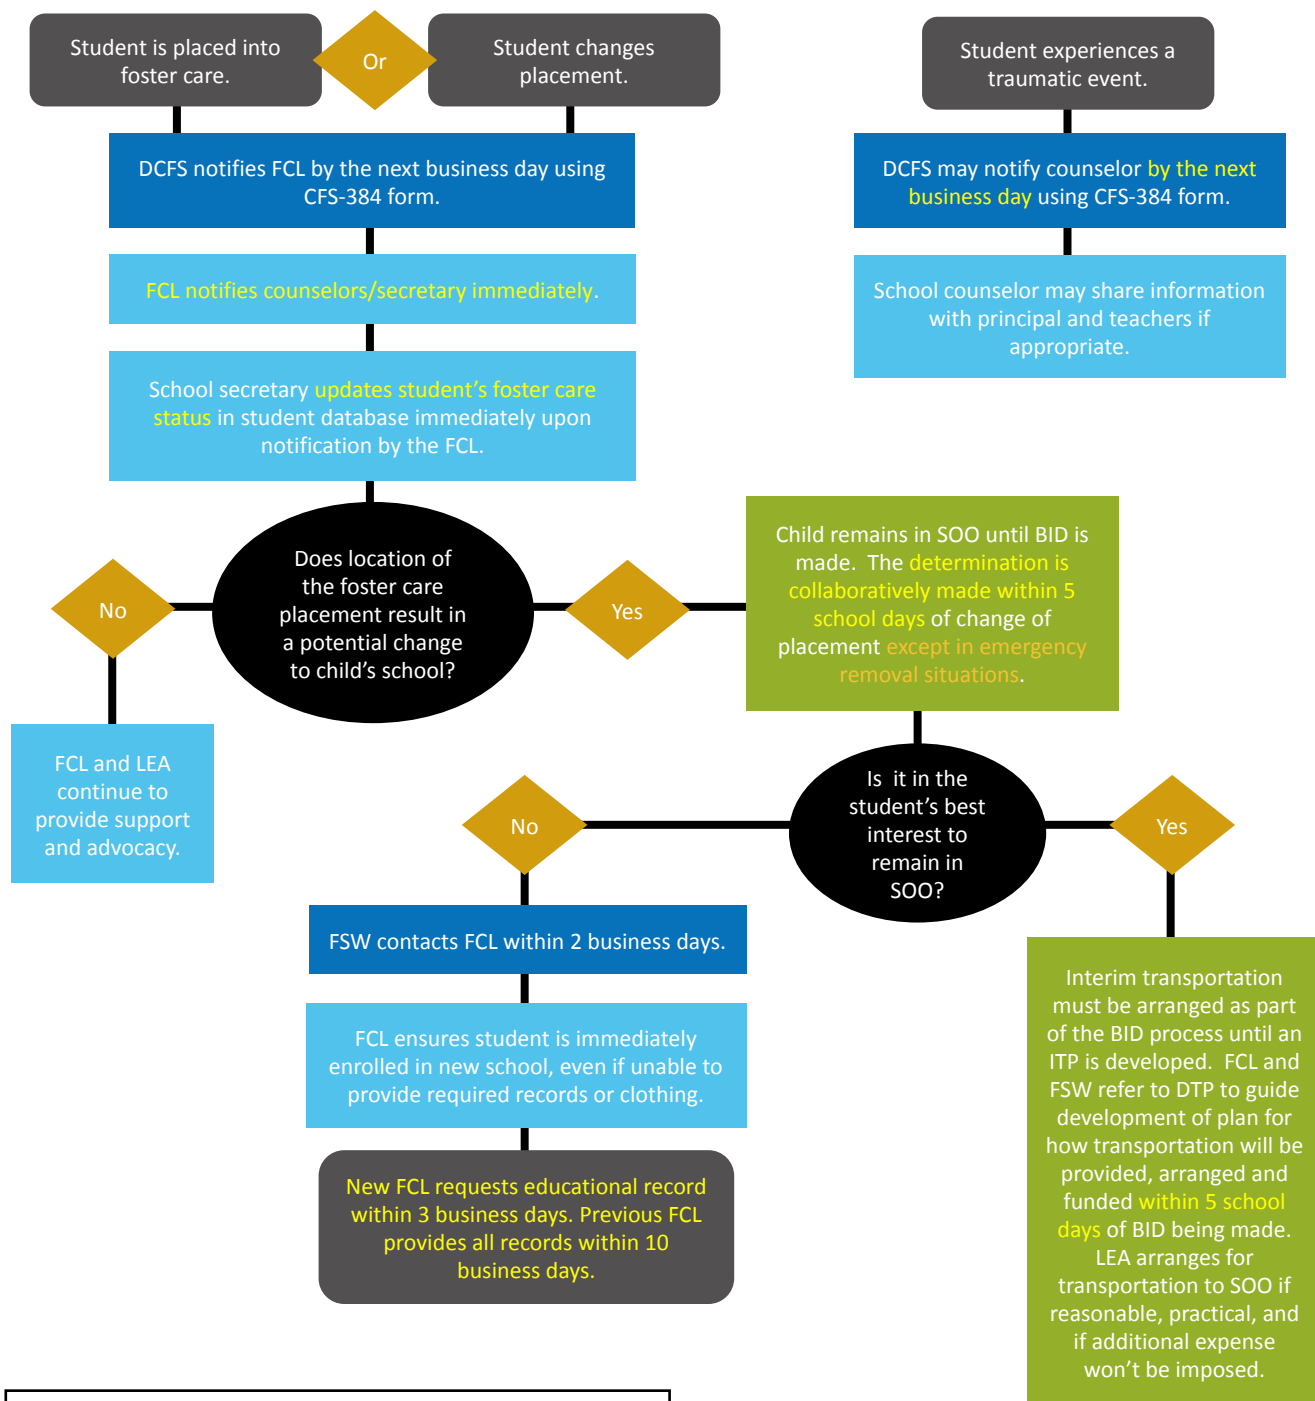 Student is placed into
foster care.
Or
Student changes
placement.
Student experiences a
traumatic event.
DCFS notifies FCL by the next business day using
CFS-384 form.
DCFS may notify counselor by the next
business day using CFS-384 form.
FCL notifies counselors/secretary immediately.
School counselor may share information
with principal and teachers if
appropriate.
School secretary updates student’s foster care
status in student database immediately upon
notification by the FCL.
Does location of
the foster care
placement result in
a potential change
to child’s school?
No
Yes
Child remains in SOO until BID is
made.  The determination is
collaboratively made within 5
school days of change of
placement except in emergency
removal situations.
FCL and LEA
continue to
provide support
and advocacy.
Is  it in the
student’s best
interest to
remain in
SOO?
No
Yes
FSW contacts FCL within 2 business days.
FCL ensures student is immediately
enrolled in new school, even if unable to
provide required records or clothing.
New FCL requests educational record
within 3 business days. Previous FCL
provides all records within 10
business days.
Interim transportation
must be arranged as part
of the BID process until an
ITP is developed.  FCL and
FSW refer to DTP to guide
development of plan for
how transportation will be
provided, arranged and
funded within 5 school
days of BID being made.
LEA arranges for
transportation to SOO if
reasonable, practical, and
if additional expense
won’t be imposed.